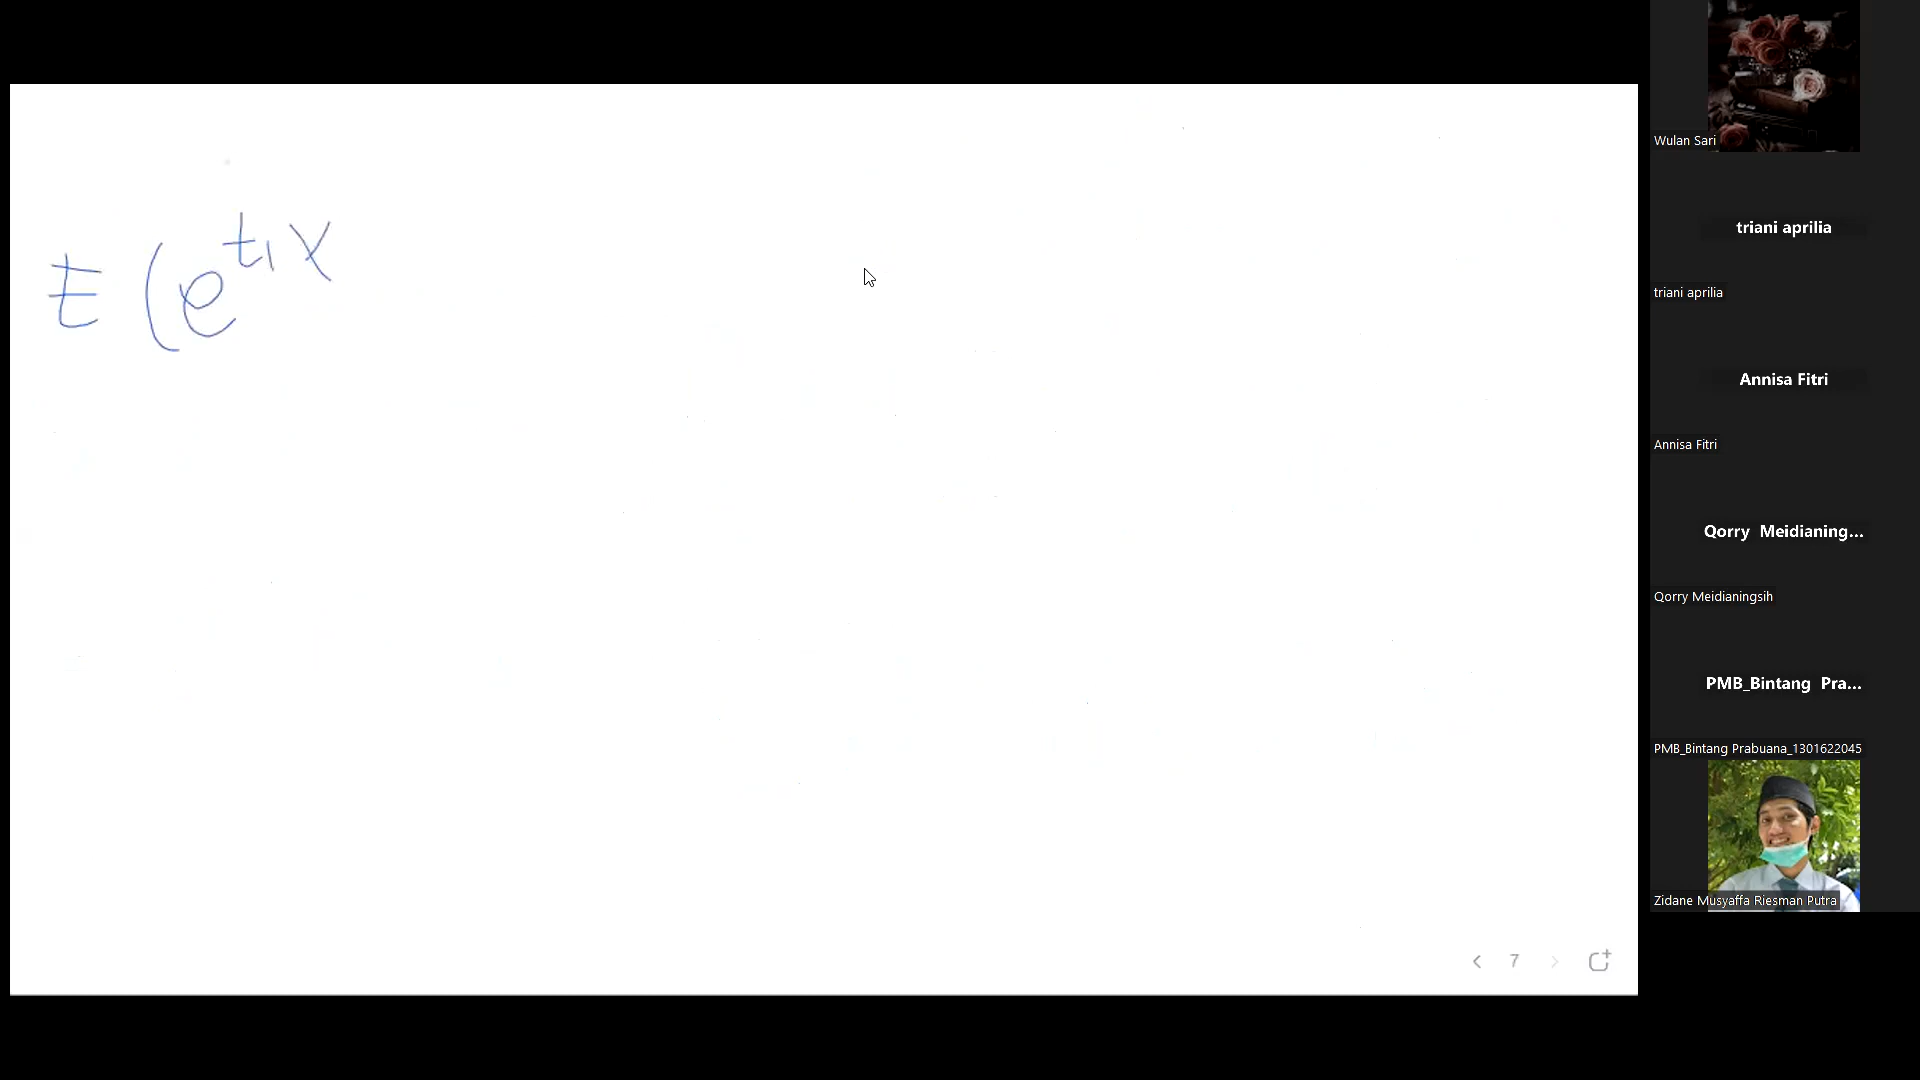 E (e^{t_1 X}
Wulan Sari
triani aprilia
triani aprilia
Annisa Fitri
Annisa Fitri
Qorry Meidianing...
Qorry Meidianingsih
PMB_Bintang Pra...
PMB_Bintang Prabuana_1301622045
Zidane Musyaffa Riesman Putra
7